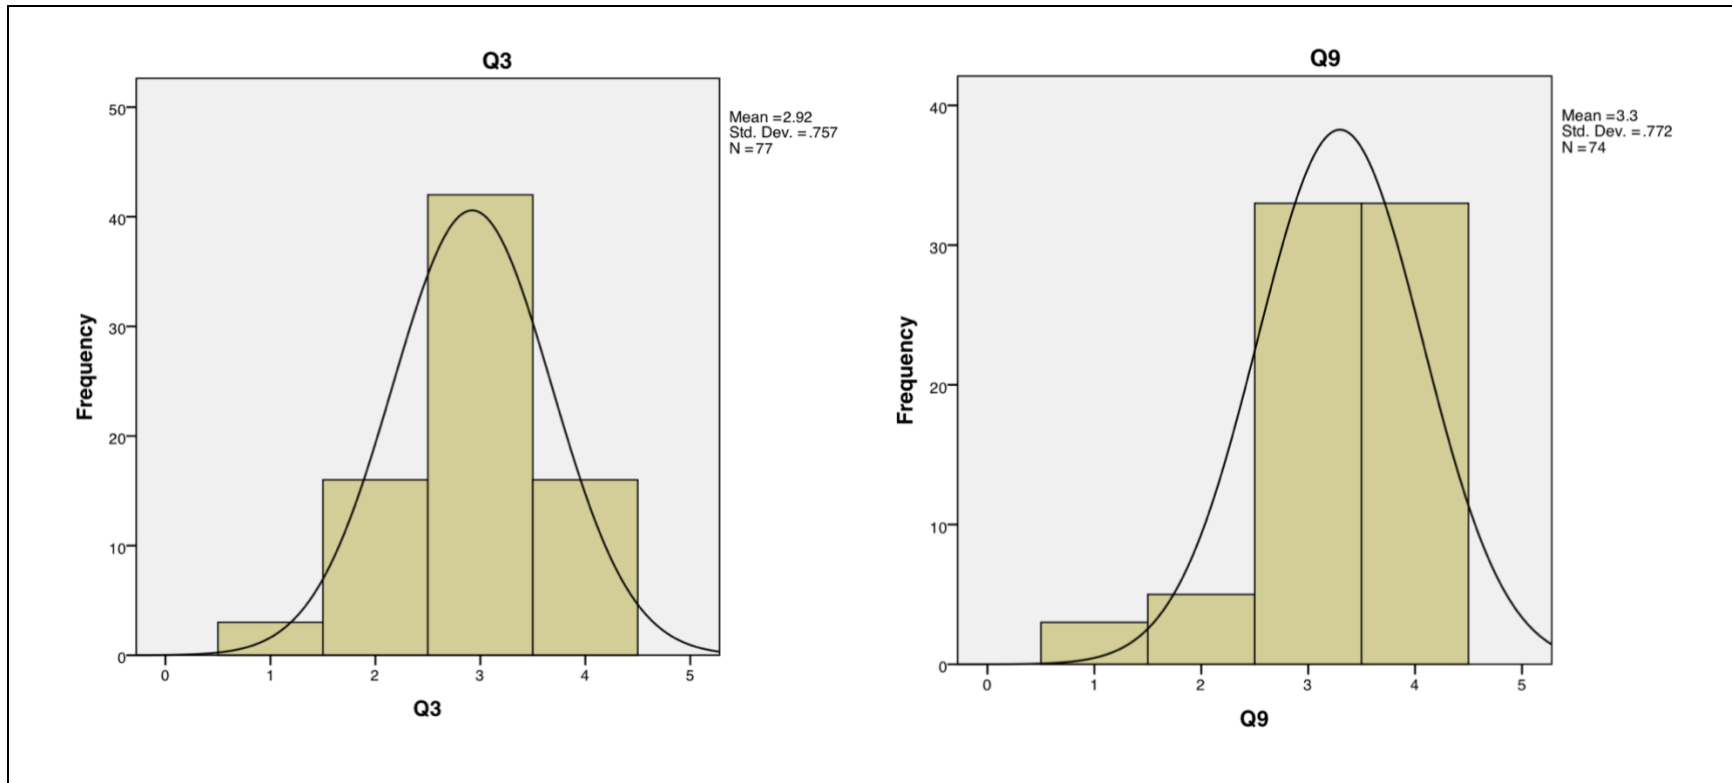 Q3
Mean =2.92
Std. Dev. =.757
N =77
Frequency
50
40
30
20
10
0
0 1 2 3 4 5
Q3
Q9
Mean =3.3
Std. Dev. =.772
N =74
Frequency
40
30
20
10
0
0 1 2 3 4 5
Q9